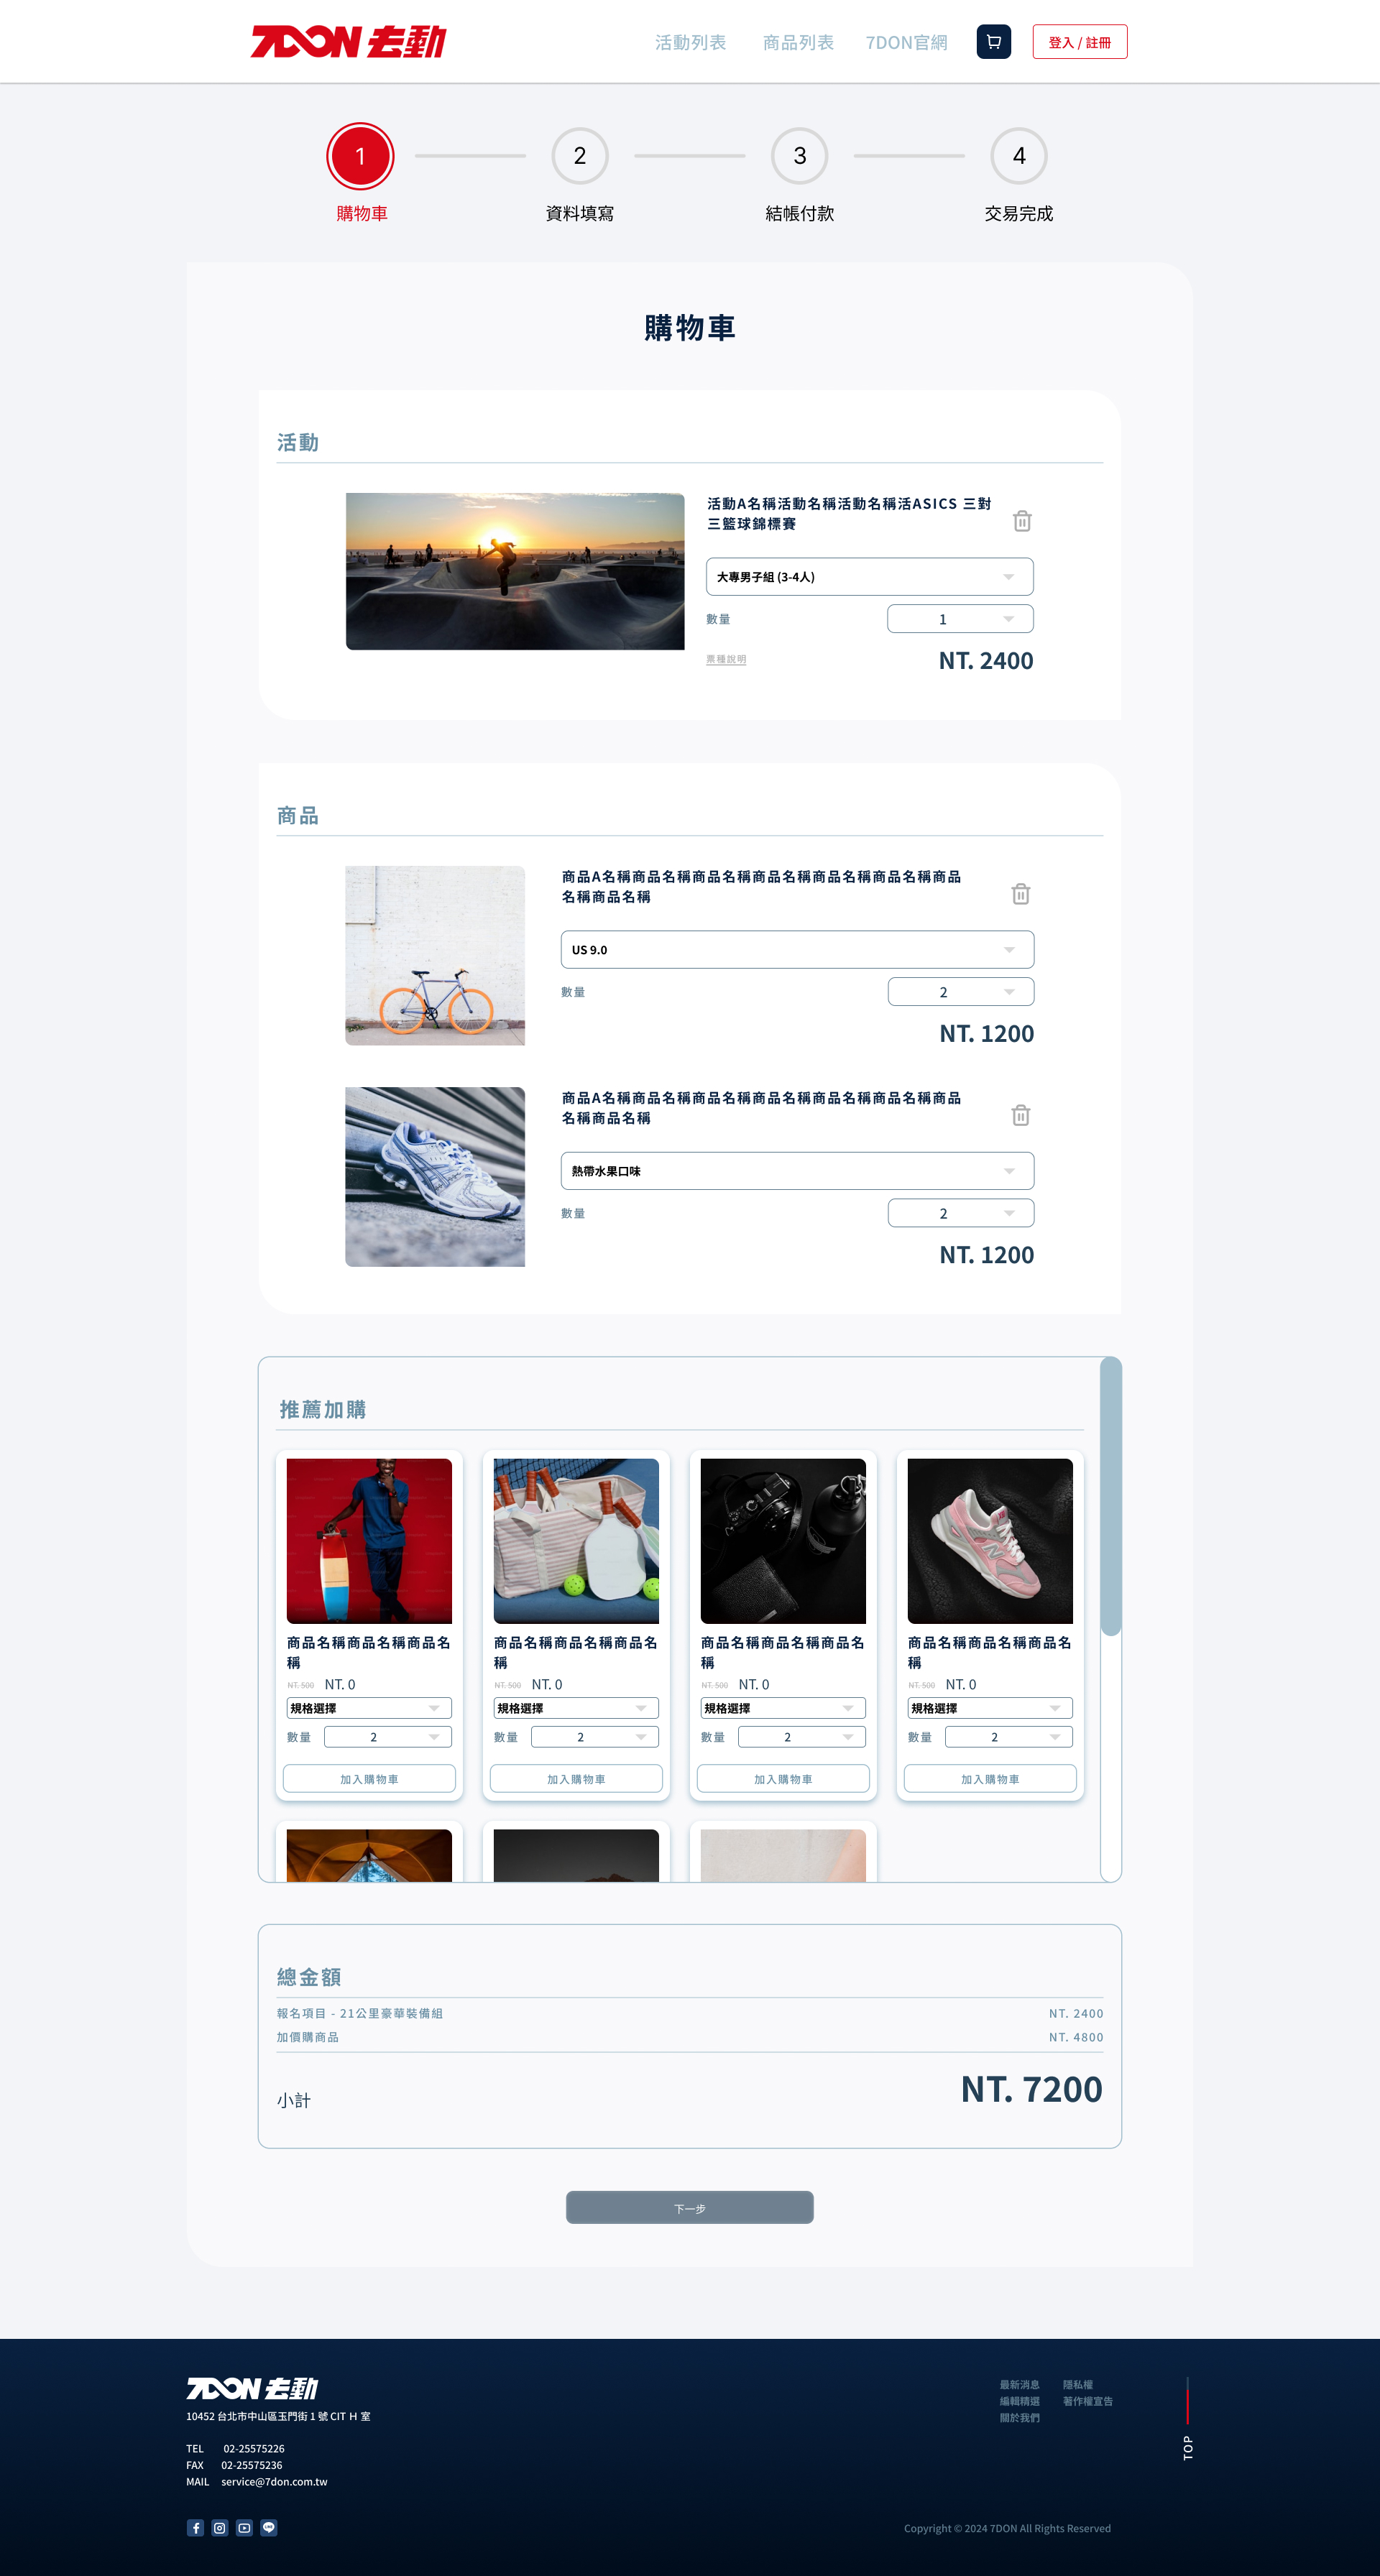 7DON 去動
活動列表
商品列表
7DON官網
登入 / 註冊
1
2
3
4
購物車
資料填寫
結帳付款
交易完成
購物車
活動
活動A名稱活動名稱活動名稱活ASICS 三對
三籃球錦標賽
大專男子組 (3-4人)
數量
1
票種說明
NT. 2400
商品
商品A名稱商品名稱商品名稱商品名稱商品名稱商品名稱商品
名稱商品名稱
US 9.0
數量
2
NT. 1200
商品A名稱商品名稱商品名稱商品名稱商品名稱商品名稱商品
名稱商品名稱
熱帶水果口味
數量
2
NT. 1200
推薦加購
商品名稱商品名稱商品名
稱
NT. 500 NT. 0
規格選擇
數量 2
加入購物車
商品名稱商品名稱商品名
稱
NT. 500 NT. 0
規格選擇
數量 2
加入購物車
商品名稱商品名稱商品名
稱
NT. 500 NT. 0
規格選擇
數量 2
加入購物車
商品名稱商品名稱商品名
稱
NT. 500 NT. 0
規格選擇
數量 2
加入購物車
總金額
報名項目 - 21公里豪華裝備組 NT. 2400
加價購商品 NT. 4800
小計 NT. 7200
下一步
7DON 去動
10452 台北市中山區玉門街 1 號 CIT H 室
TEL 02-25575226
FAX 02-25575236
MAIL service@7don.com.tw
最新消息 隱私權
編輯精選 著作權宣告
關於我們
TOP
Copyright © 2024 7DON All Rights Reserved